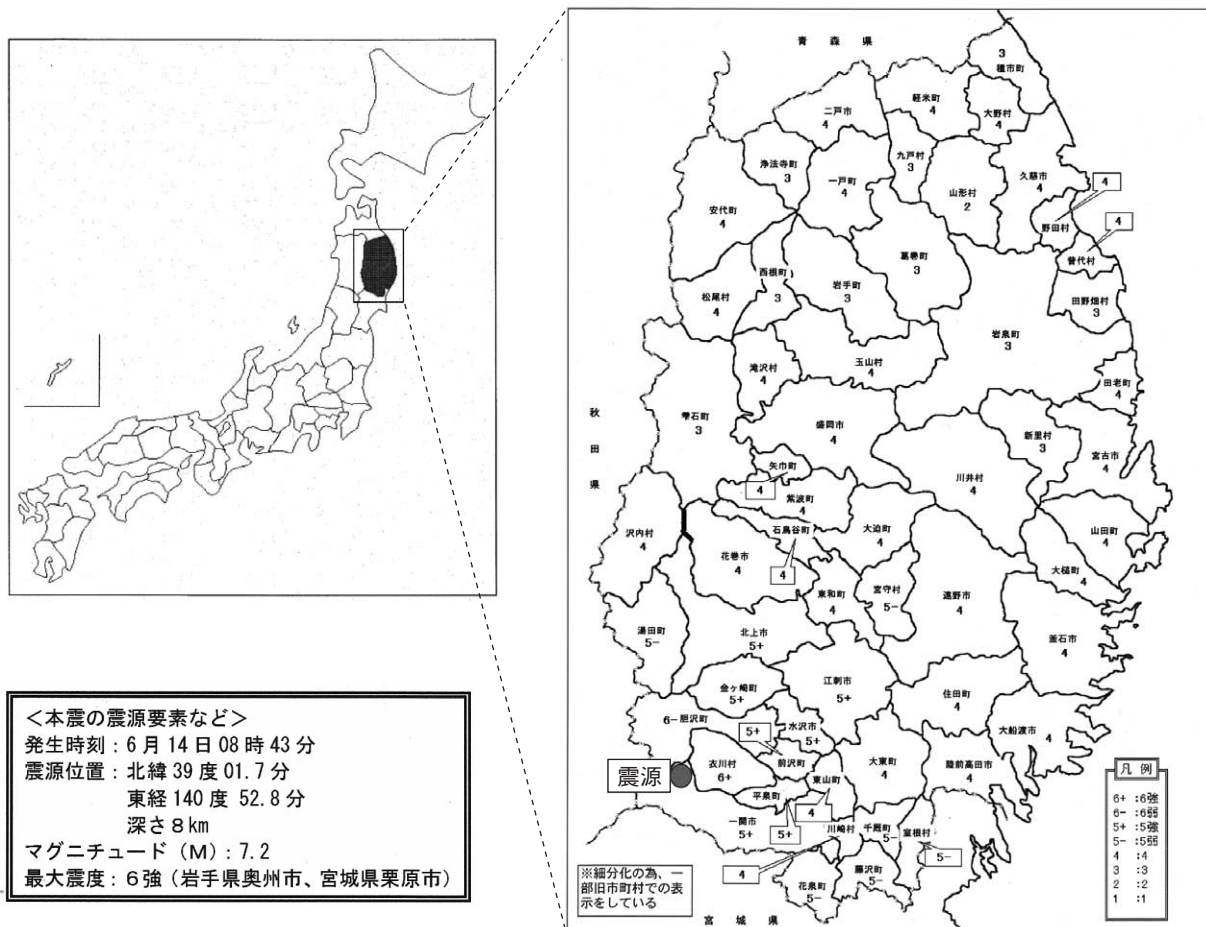 青森県
3
種市町
軽米町
4
二戸市
4
大野村
4
浄法寺町
3
一戸町
4
九戸村
3
山形村
2
久慈市
4
4
野田村
安代町
4
4
普代村
葛巻町
3
西根町
3
岩手町
3
田野畑村
3
松尾村
4
岩泉町
3
玉山村
4
滝沢村
4
田老町
4
秋田県
雫石町
3
盛岡市
4
新里村
3
宮古市
4
矢巾町
4
川井村
4
紫波町
4
沢内村
4
石鳥谷町
4
大迫町
4
山田町
4
花巻市
4
大槌町
4
東和町
4
宮守村
5−
遠野市
4
湯田町
5−
北上市
5+
釜石市
4
金ヶ崎町
5+
江刺市
5+
住田町
4
6− 胆沢町
5+
水沢市
5+
大船渡市
4
震源
衣川村
6+
前沢町
東山町
4
大東町
4
陸前高田市
4
平泉町
5+
一関市
5+
川崎村
4
千厩町
5−
室根村
5−
花泉町
5−
藤沢町
5−
宮城県
※細分化の為、一
部旧市町村での表
示をしている
凡例
6+ :6強
6− :6弱
5+ :5強
5− :5弱
4 :4
3 :3
2 :2
1 :1
<本震の震源要素など>
発生時刻：6月14日08時43分
震源位置：北緯39度01.7分
東経140度 52.8分
深さ8km
マグニチュード（M）：7.2
最大震度：6強（岩手県奥州市、宮城県栗原市）